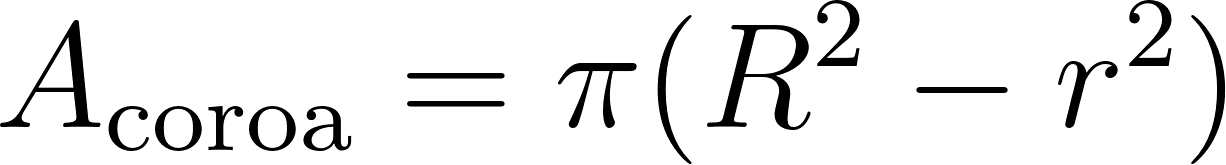 A_coroa = π(R² − r²)